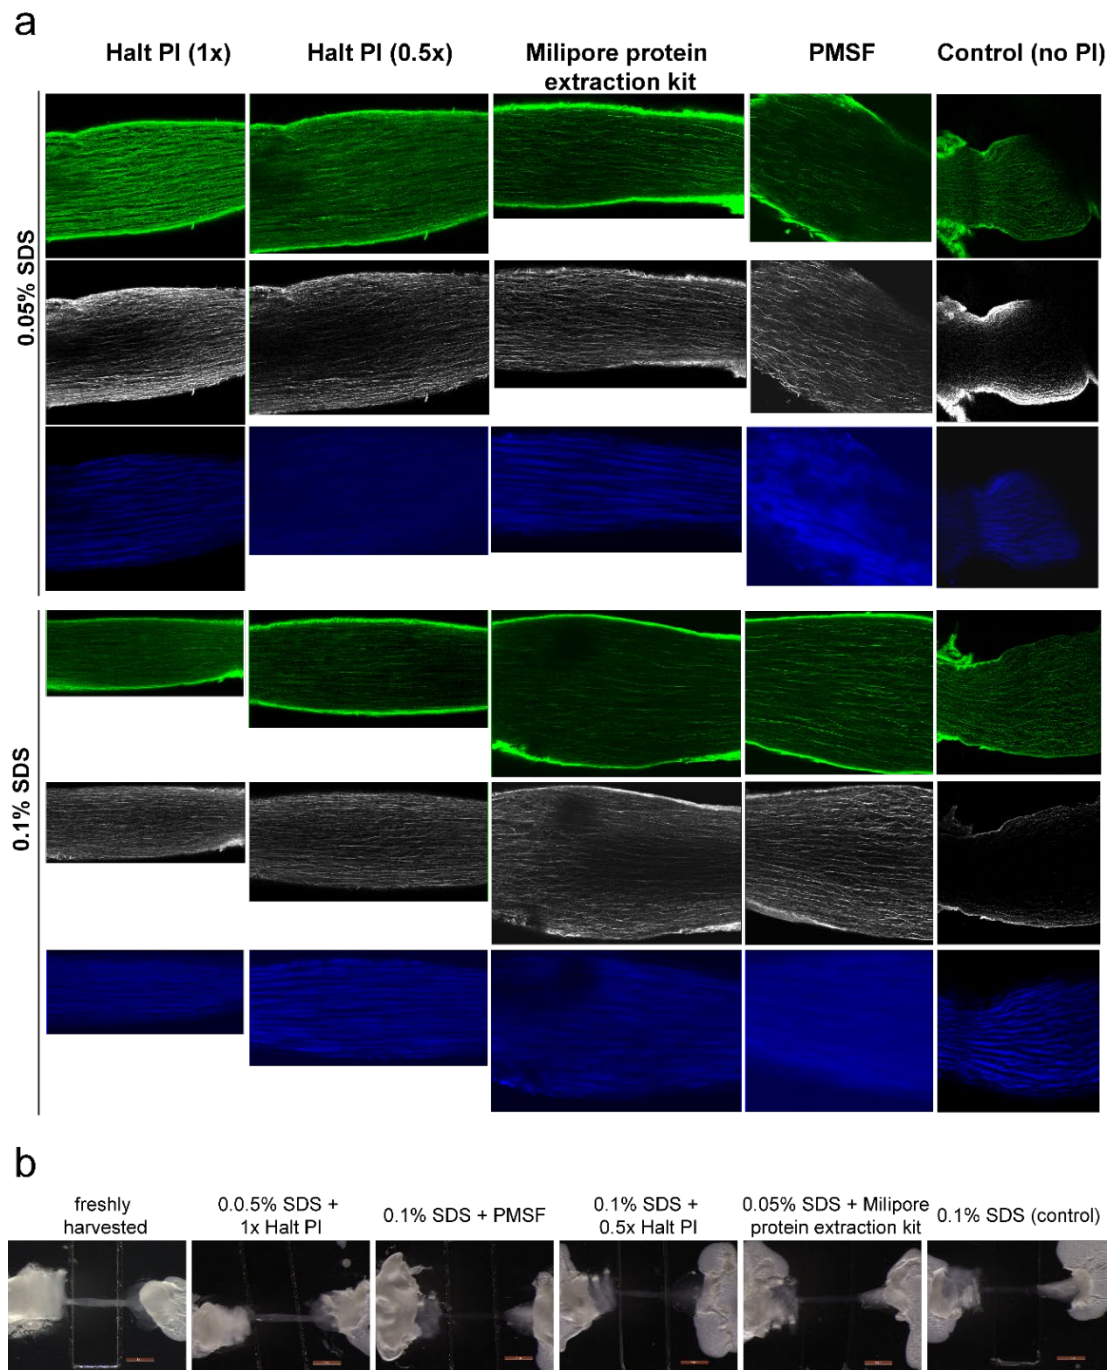 a
Halt PI (1x)
Halt PI (0.5x)
Milipore protein
extraction kit
PMSF
Control (no PI)
0.05% SDS
0.1% SDS
b
freshly
harvested
0.0.5% SDS +
1x Halt PI
0.1% SDS + PMSF
0.1% SDS +
0.5x Halt PI
0.05% SDS + Milipore
protein extraction kit
0.1% SDS (control)